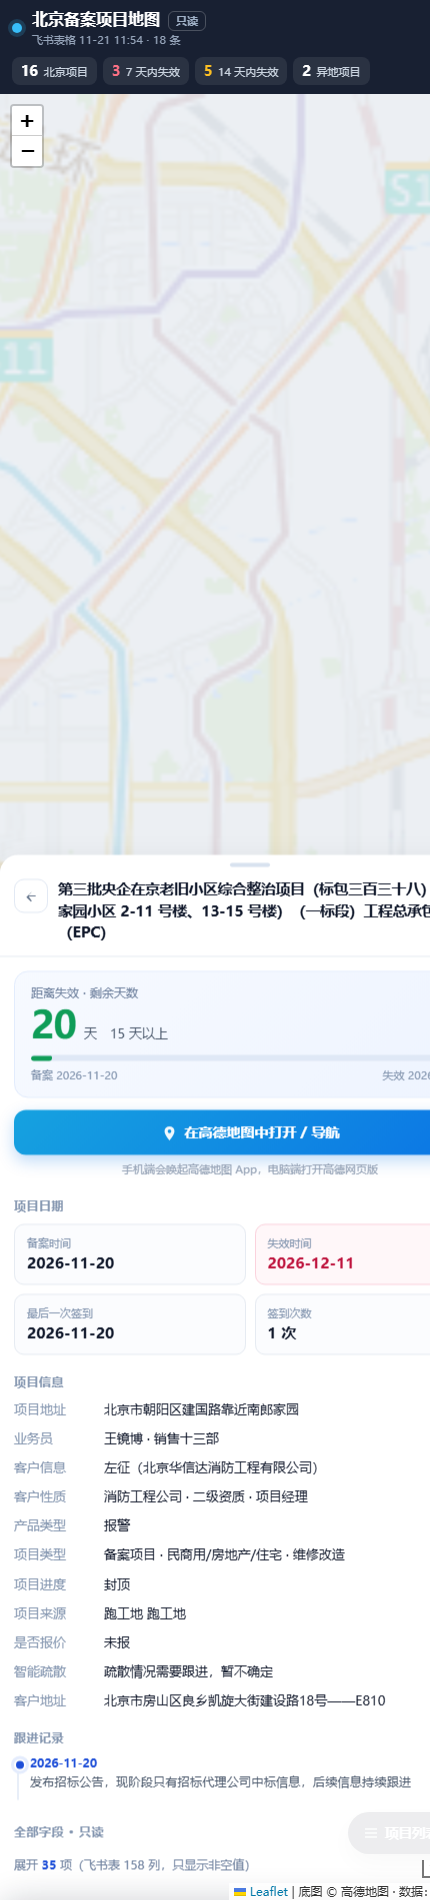 北京备案项目地图 只读
飞书表格 11-21 11:54 · 18 条
16 北京项目 3 7 天内失效 5 14 天内失效 2 异地项目
+
−
环
S1
11
第三批央企在京老旧小区综合整治项目（标包三百三十八）
家园小区 2-11 号楼、13-15 号楼）（一标段）工程总承包
（EPC）
距离失效 · 剩余天数
20 天 15 天以上
备案 2026-11-20 失效 2026
在高德地图中打开 / 导航
手机端会唤起高德地图 App，电脑端打开高德网页版
项目日期
备案时间
2026-11-20
失效时间
2026-12-11
最后一次签到
2026-11-20
签到次数
1 次
项目信息
项目地址 北京市朝阳区建国路靠近南郎家园
业务员 王镜博 · 销售十三部
客户信息 左征（北京华信达消防工程有限公司）
客户性质 消防工程公司 · 二级资质 · 项目经理
产品类型 报警
项目类型 备案项目 · 民商用/房地产/住宅 · 维修改造
项目进度 封顶
项目来源 跑工地 跑工地
是否报价 未报
智能疏散 疏散情况需要跟进，暂不确定
客户地址 北京市房山区良乡凯旋大街建设路18号——E810
跟进记录
2026-11-20
发布招标公告，现阶段只有招标代理公司中标信息，后续信息持续跟进
全部字段 · 只读
项目列表
展开 35 项（飞书表 158 列，只显示非空值）
Leaflet | 底图 © 高德地图 · 数据：